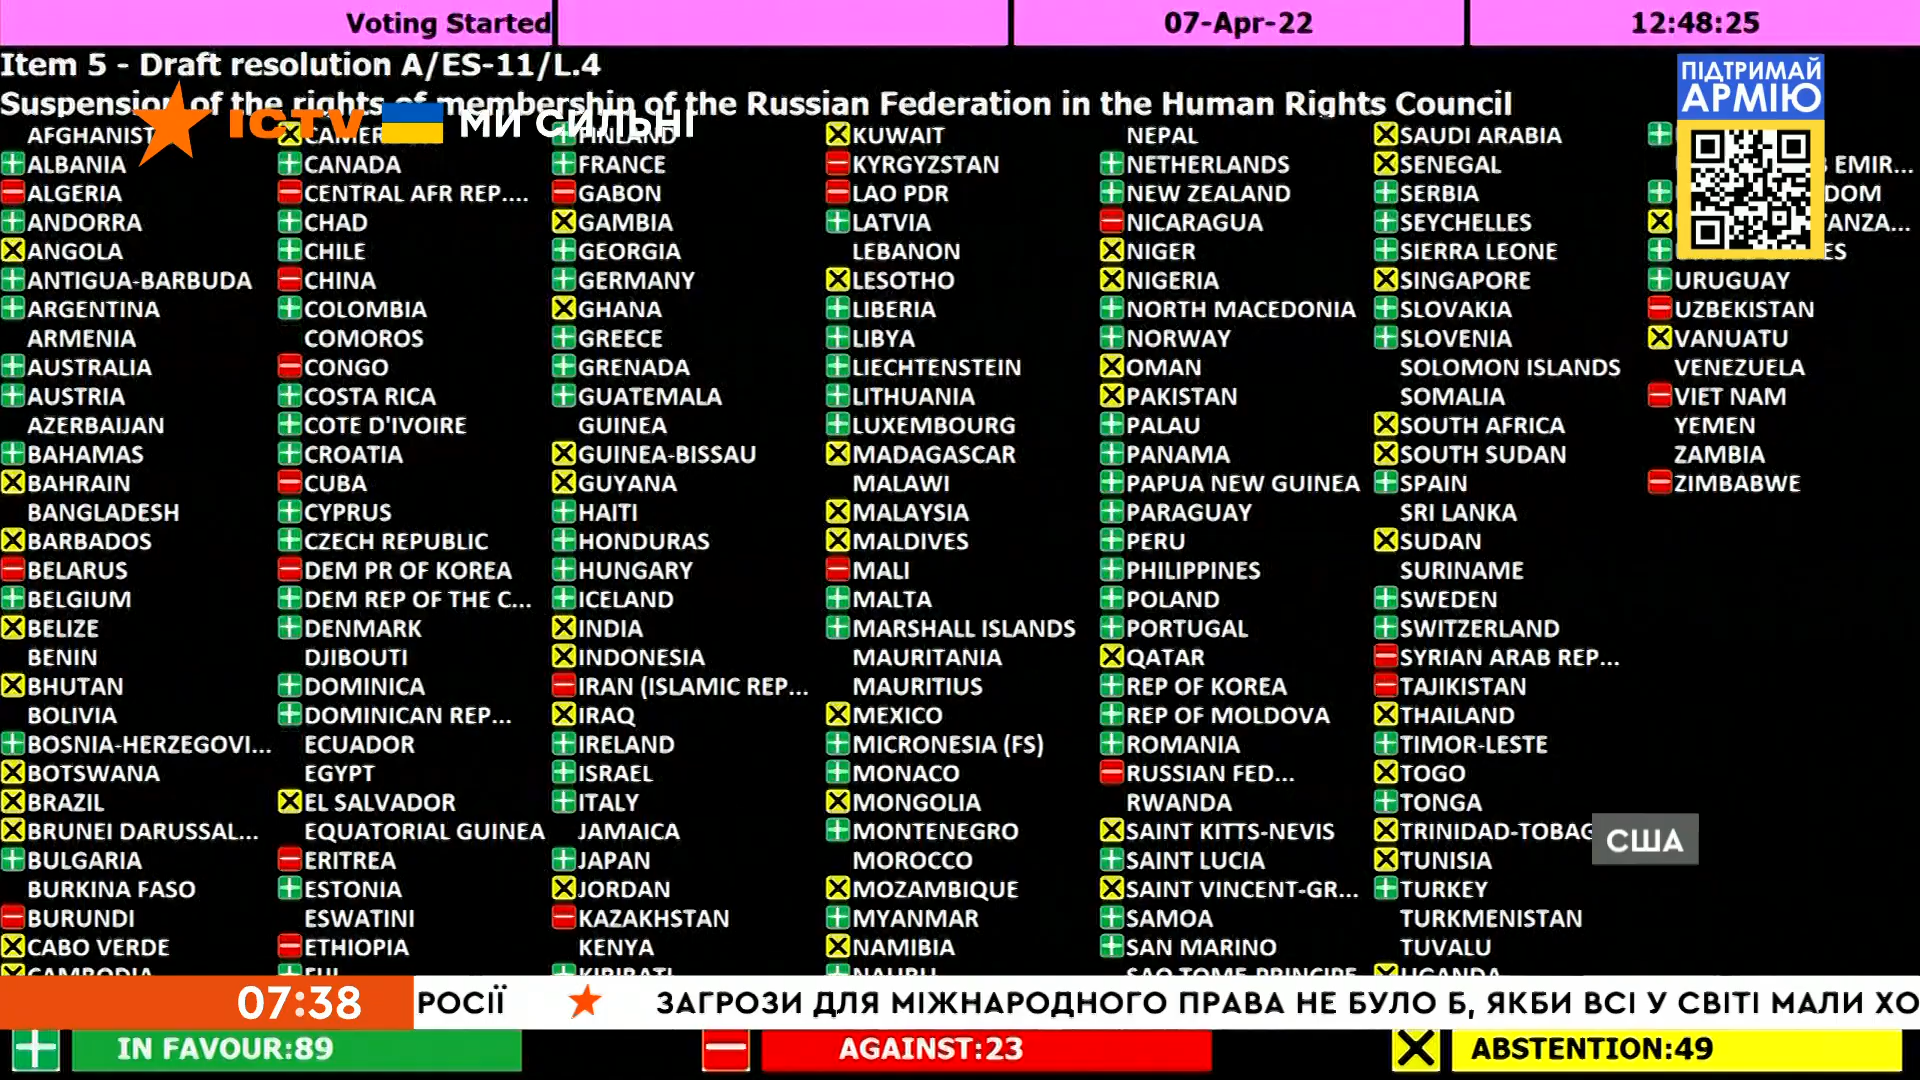 Voting Started 07-Apr-22 12:48:25
Item 5 - Draft resolution A/ES-11/L.4
Suspension of the rights of membership of the Russian Federation in the Human Rights Council
ПІДТРИМАЙ
АРМІЮ
ICTV МИ СИЛЬНІ
ALBANIA
ALGERIA
ANDORRA
ANGOLA
ANTIGUA-BARBUDA
ARGENTINA
ARMENIA
AUSTRALIA
AUSTRIA
AZERBAIJAN
BAHAMAS
BAHRAIN
BANGLADESH
BARBADOS
BELARUS
BELGIUM
BELIZE
BENIN
BHUTAN
BOLIVIA
BOSNIA-HERZEGOVI...
BOTSWANA
BRAZIL
BRUNEI DARUSSAL...
BULGARIA
BURKINA FASO
BURUNDI
CABO VERDE
CAMBODIA
CANADA
CENTRAL AFR REP....
CHAD
CHILE
CHINA
COLOMBIA
COMOROS
CONGO
COSTA RICA
COTE D'IVOIRE
CROATIA
CUBA
CYPRUS
CZECH REPUBLIC
DEM PR OF KOREA
DEM REP OF THE C...
DENMARK
DJIBOUTI
DOMINICA
DOMINICAN REP...
ECUADOR
EGYPT
EL SALVADOR
EQUATORIAL GUINEA
ERITREA
ESTONIA
ESWATINI
ETHIOPIA
FIJI
FINLAND
FRANCE
GABON
GAMBIA
GEORGIA
GERMANY
GHANA
GREECE
GRENADA
GUATEMALA
GUINEA
GUINEA-BISSAU
GUYANA
HAITI
HONDURAS
HUNGARY
ICELAND
INDIA
INDONESIA
IRAN (ISLAMIC REP...
IRAQ
IRELAND
ISRAEL
ITALY
JAMAICA
JAPAN
JORDAN
KAZAKHSTAN
KENYA
KIRIBATI
KUWAIT
KYRGYZSTAN
LAO PDR
LATVIA
LEBANON
LESOTHO
LIBERIA
LIBYA
LIECHTENSTEIN
LITHUANIA
LUXEMBOURG
MADAGASCAR
MALAWI
MALAYSIA
MALDIVES
MALI
MALTA
MARSHALL ISLANDS
MAURITANIA
MAURITIUS
MEXICO
MICRONESIA (FS)
MONACO
MONGOLIA
MONTENEGRO
MOROCCO
MOZAMBIQUE
MYANMAR
NAMIBIA
NAURU
NEPAL
NETHERLANDS
NEW ZEALAND
NICARAGUA
NIGER
NIGERIA
NORTH MACEDONIA
NORWAY
OMAN
PAKISTAN
PALAU
PANAMA
PAPUA NEW GUINEA
PARAGUAY
PERU
PHILIPPINES
POLAND
PORTUGAL
QATAR
REP OF KOREA
REP OF MOLDOVA
ROMANIA
RUSSIAN FED...
RWANDA
SAINT KITTS-NEVIS
SAINT LUCIA
SAINT VINCENT-GR...
SAMOA
SAN MARINO
SAO TOME PRINCIPE
SAUDI ARABIA
SENEGAL
SERBIA
SEYCHELLES
SIERRA LEONE
SINGAPORE
SLOVAKIA
SLOVENIA
SOLOMON ISLANDS
SOMALIA
SOUTH AFRICA
SOUTH SUDAN
SPAIN
SRI LANKA
SUDAN
SURINAME
SWEDEN
SWITZERLAND
SYRIAN ARAB REP...
TAJIKISTAN
THAILAND
TIMOR-LESTE
TOGO
TONGA
TRINIDAD-TOBAG
TUNISIA
TURKEY
TURKMENISTAN
TUVALU
UGANDA
EMIR...
URUGUAY
UZBEKISTAN
VANUATU
VENEZUELA
VIET NAM
YEMEN
ZAMBIA
ZIMBABWE
США
07:38 РОСІЇ ЗАГРОЗИ ДЛЯ МІЖНАРОДНОГО ПРАВА НЕ БУЛО Б, ЯКБИ ВСІ У СВІТІ МАЛИ ХО
IN FAVOUR:89 AGAINST:23 ABSTENTION:49